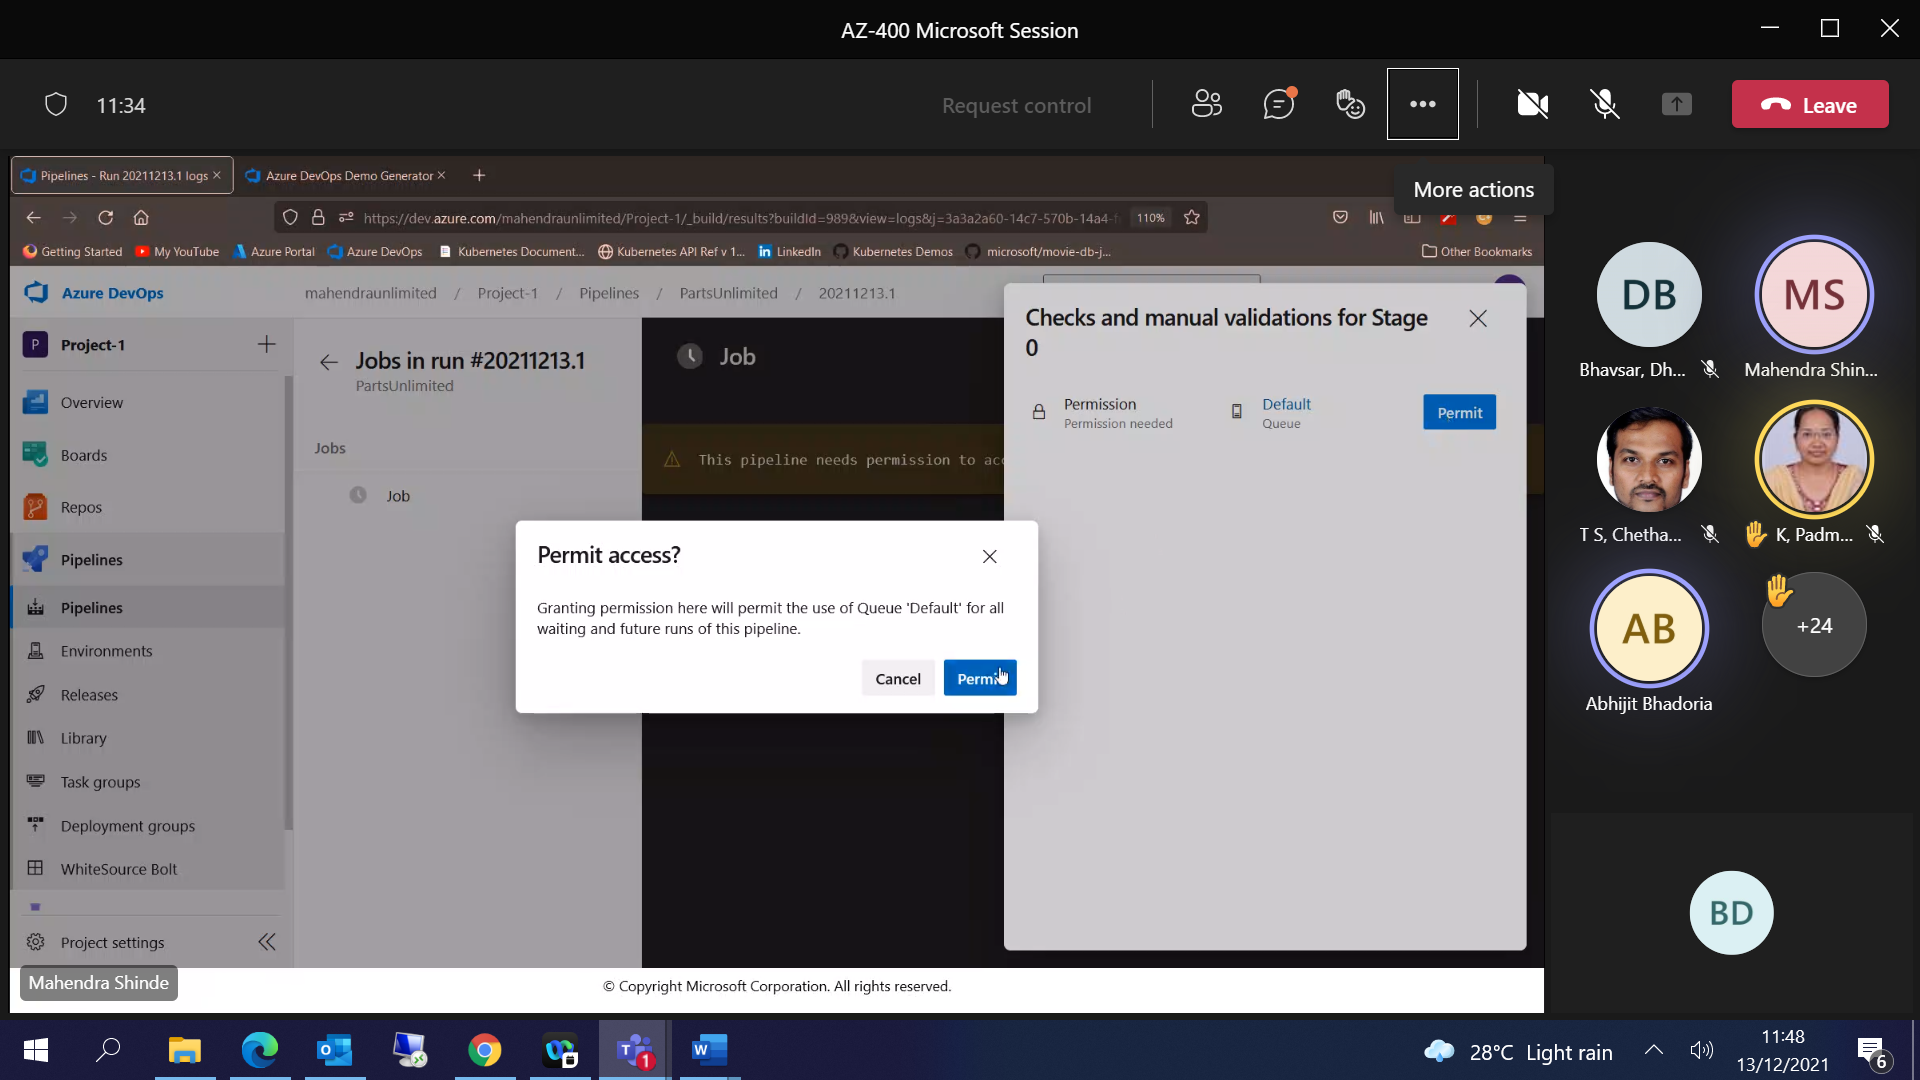 AZ-400 Microsoft Session
11:34
Request control
Leave
More actions
Pipelines - Run 20211213.1 logs
Azure DevOps Demo Generator
https://dev.azure.com/mahendraunlimited/Project-1/_build/results?buildId=989&view=logs&j=3a3a2a60-14c7-570b-14a4-
110%
Getting Started
My YouTube
Azure Portal
Azure DevOps
Kubernetes Document...
Kubernetes API Ref v 1...
LinkedIn
Kubernetes Demos
microsoft/movie-db-j...
Other Bookmarks
Azure DevOps
mahendraunlimited / Project-1 / Pipelines / PartsUnlimited / 20211213.1
P
Project-1
Overview
Boards
Repos
Pipelines
Pipelines
Environments
Releases
Library
Task groups
Deployment groups
WhiteSource Bolt
Project settings
Jobs in run #20211213.1
PartsUnlimited
Jobs
Job
Job
This pipeline needs permission to acc
Checks and manual validations for Stage
0
Permission
Permission needed
Default
Queue
Permit
Permit access?
Granting permission here will permit the use of Queue 'Default' for all
waiting and future runs of this pipeline.
Cancel
Permit
Mahendra Shinde
© Copyright Microsoft Corporation. All rights reserved.
DB
Bhavsar, Dh...
MS
Mahendra Shin...
T S, Chetha...
K, Padm...
AB
Abhijit Bhadoria
+24
BD
T
1
28°C Light rain
11:48
13/12/2021
6